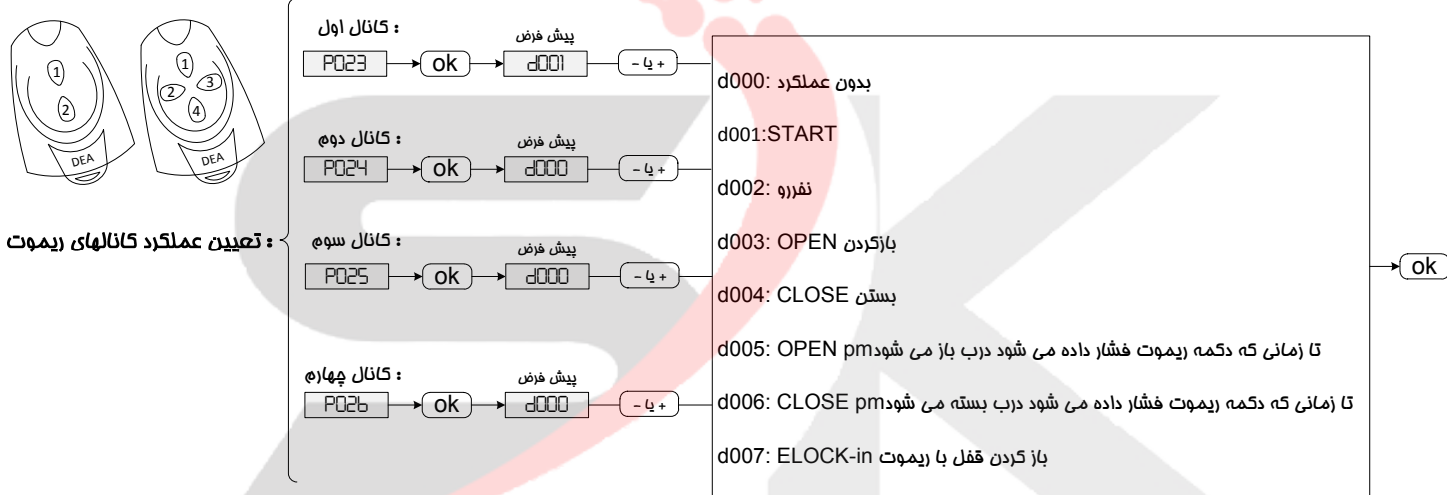 1
2
DEA
1
2
3
4
DEA
تعیین عملکرد کانالهای ریموت :
کانال اول :
پیش فرض
P023
ok
d001
+ یا -
کانال دوم :
پیش فرض
P024
ok
d000
+ یا -
کانال سوم :
پیش فرض
P025
ok
d000
+ یا -
کانال چهارم :
پیش فرض
P026
ok
d000
+ یا -
d000: بدون عملکرد
d001:START
d002: نفررو
d003: OPEN بازکردن
d004: CLOSE بستن
d005: OPEN pm تا زمانی که دکمه ریموت فشار داده می شود درب باز می شود
d006: CLOSE pm تا زمانی که دکمه ریموت فشار داده می شود درب بسته می شود
d007: ELOCK-in باز کردن قفل با ریموت
ok